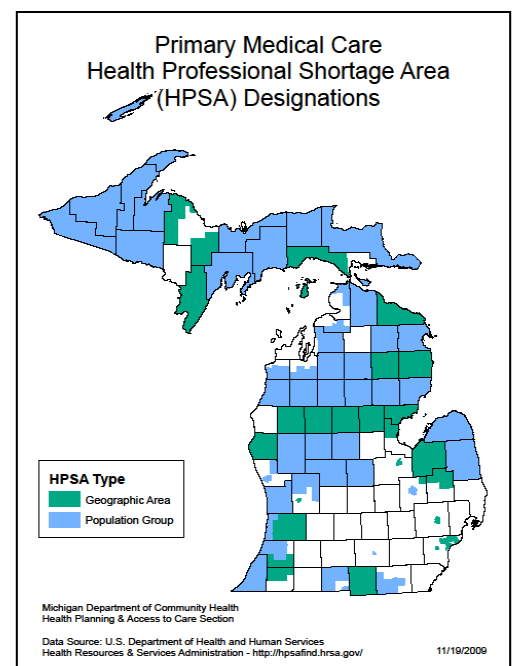 Primary Medical Care
Health Professional Shortage Area
(HPSA) Designations
HPSA Type
Geographic Area
Population Group
Michigan Department of Community Health
Health Planning & Access to Care Section
Data Source: U.S. Department of Health and Human Services
Health Resources & Services Administration - http://hpsafind.hrsa.gov/
11/19/2009